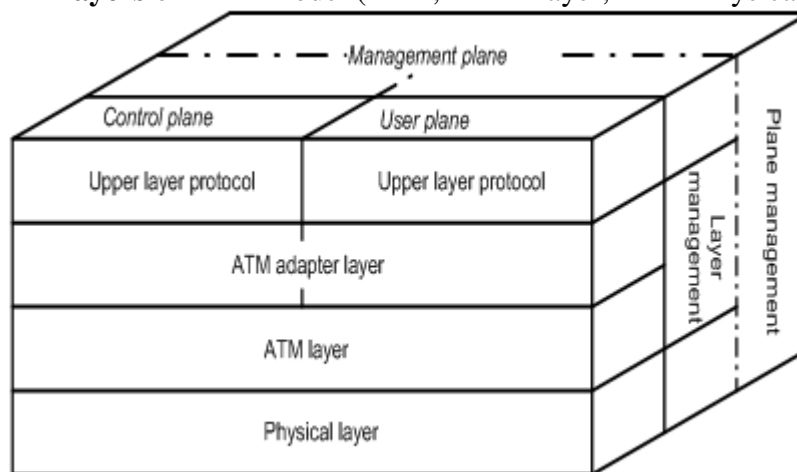 Management plane
Control plane
User plane
Upper layer protocol
Upper layer protocol
ATM adapter layer
ATM layer
Physical layer
Layer
management
Plane management